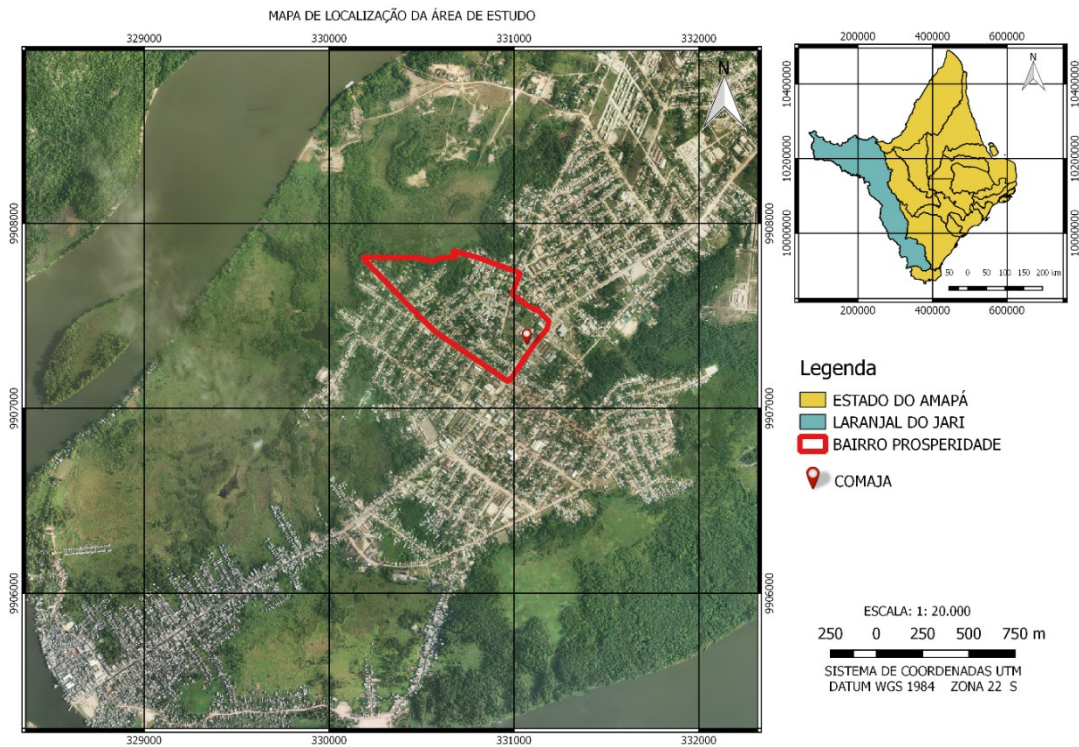 MAPA DE LOCALIZAÇÃO DA ÁREA DE ESTUDO
329000 330000 331000 332000
9908000 9908000
9907000 9907000
9906000 9906000
329000 330000 331000 332000
N
200000 400000 600000
10400000 10400000
10200000 10200000
10000000 10000000
N
50 0 50 100 150 200 km
200000 400000 600000
Legenda
ESTADO DO AMAPÁ
LARANJAL DO JARI
BAIRRO PROSPERIDADE
COMAJA
ESCALA: 1: 20.000
250 0 250 500 750 m
SISTEMA DE COORDENADAS UTM
DATUM WGS 1984 ZONA 22 S